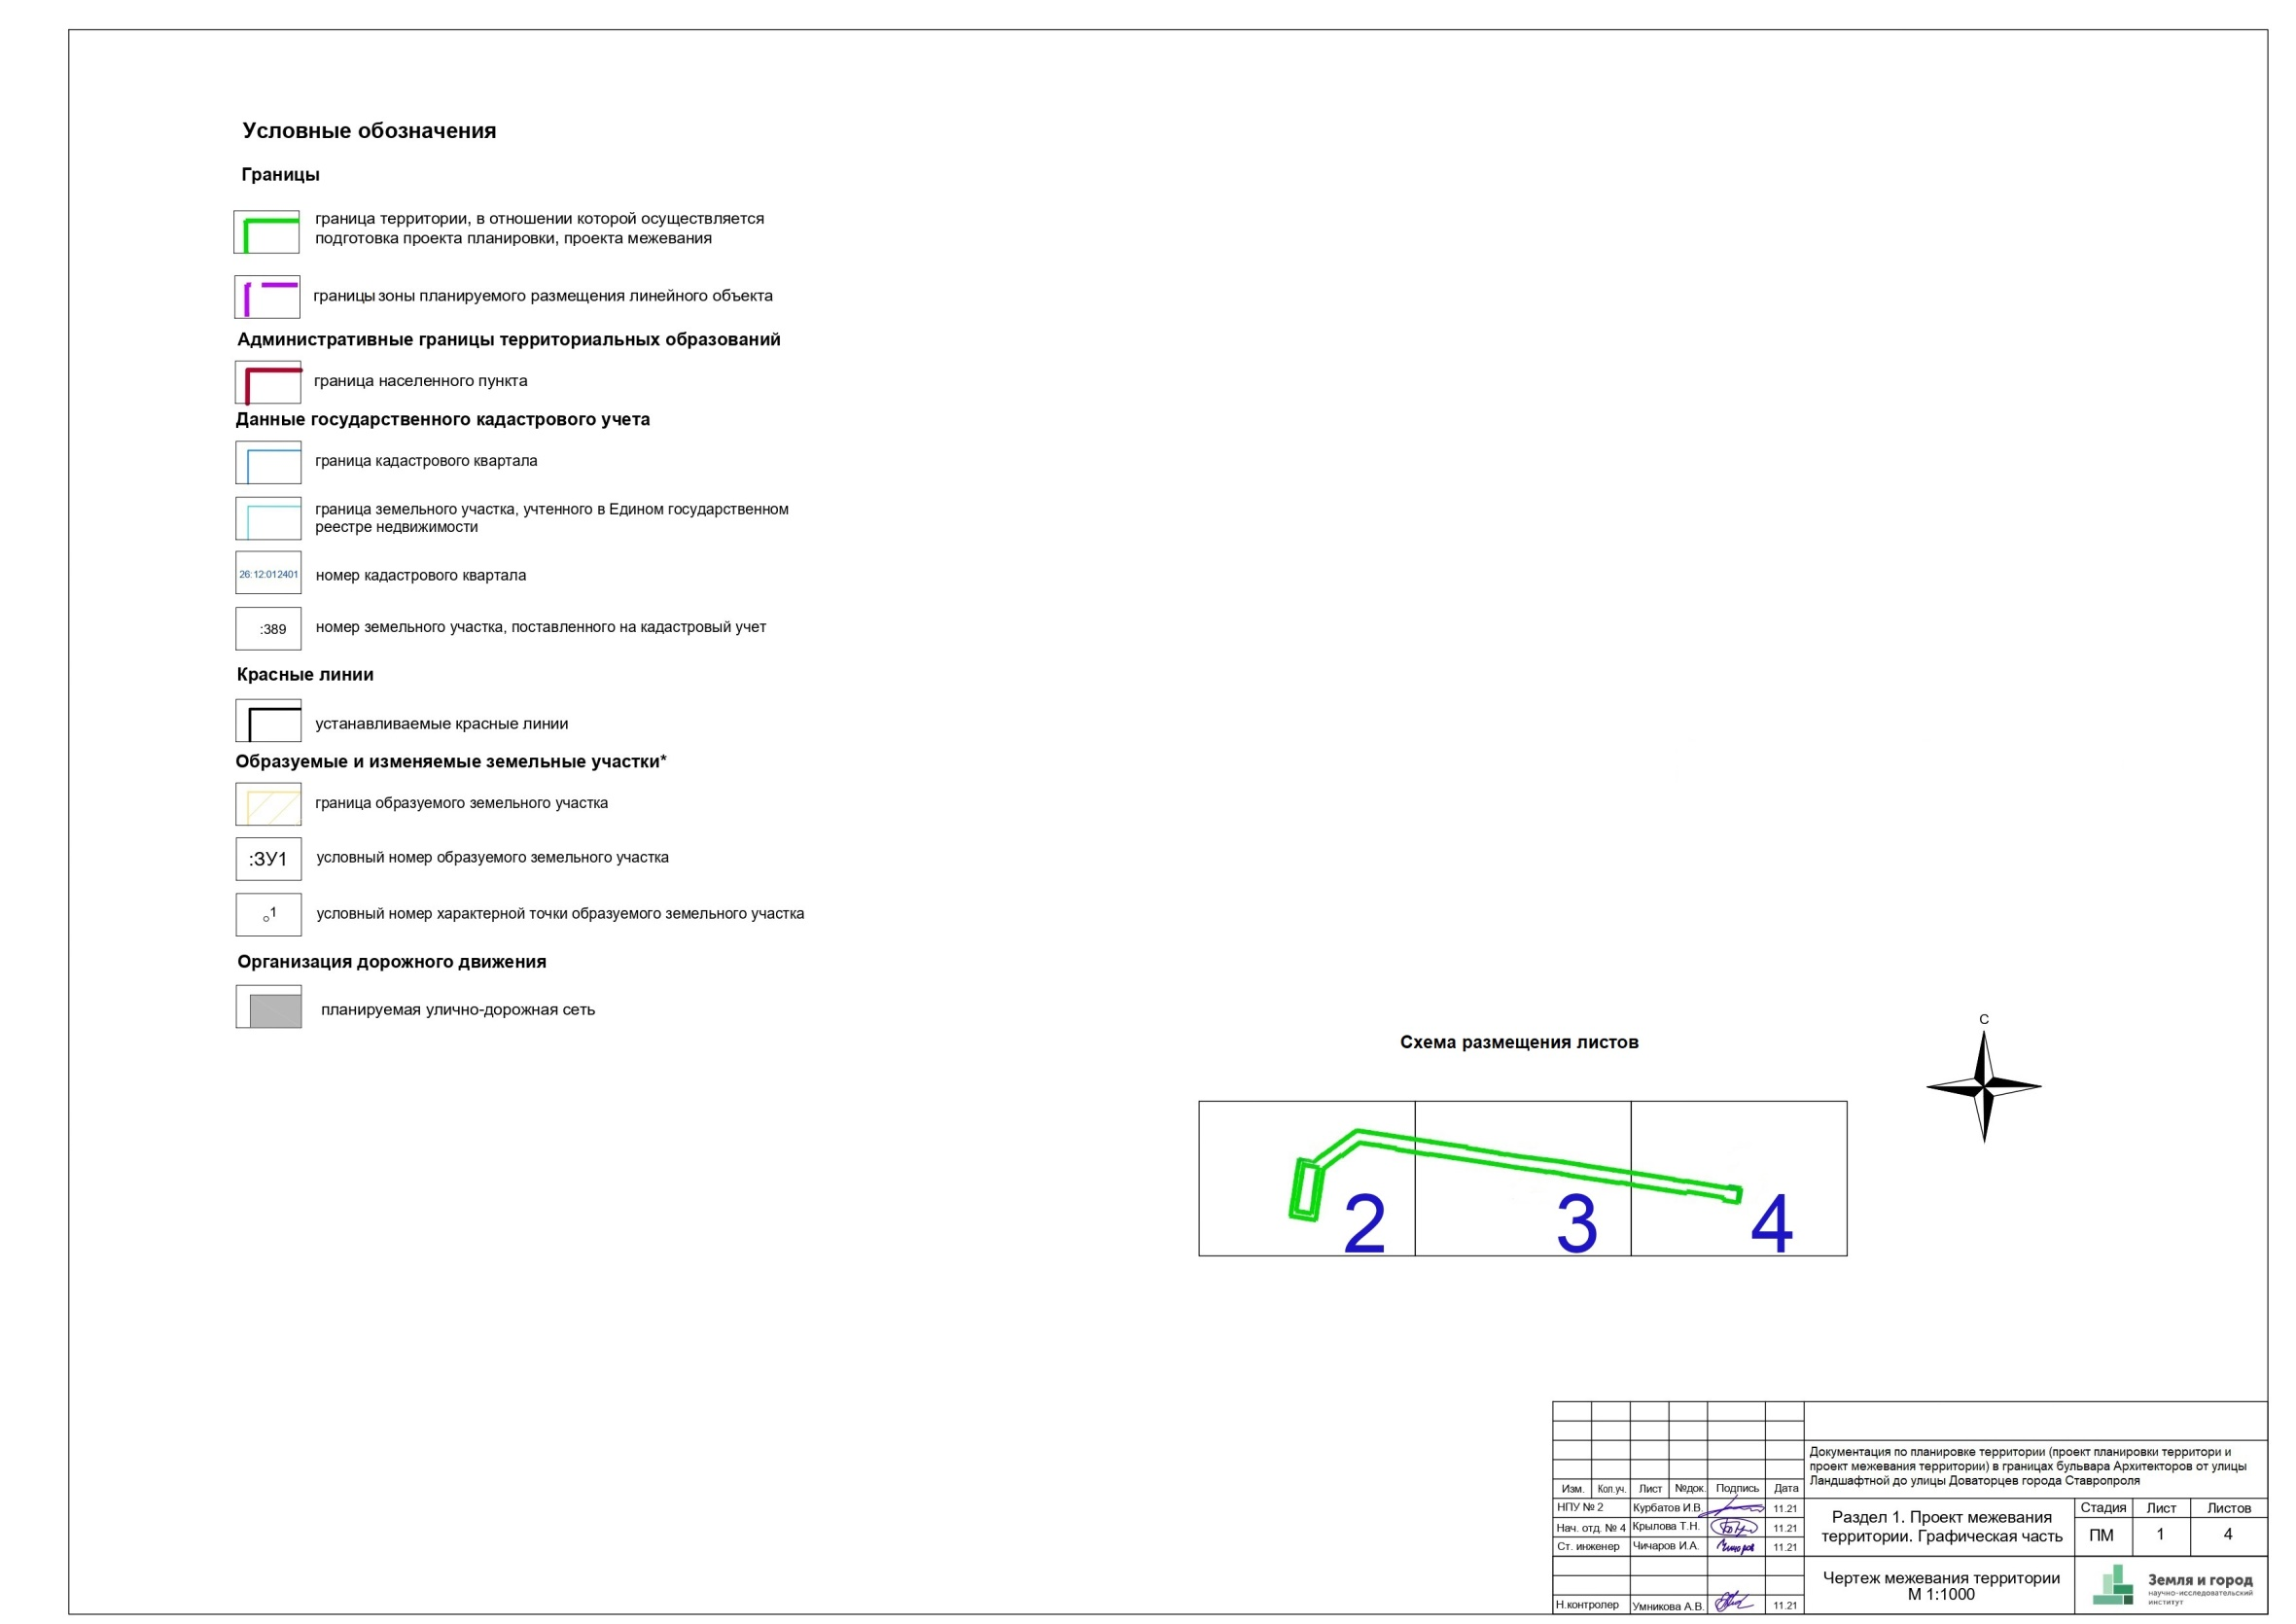 Условные обозначения
Границы
граница территории, в отношении которой осуществляется
подготовка проекта планировки, проекта межевания
границы зоны планируемого размещения линейного объекта
Административные границы территориальных образований
граница населенного пункта
Данные государственного кадастрового учета
граница кадастрового квартала
граница земельного участка, учтенного в Едином государственном
реестре недвижимости
26:12:012401 номер кадастрового квартала
:389 номер земельного участка, поставленного на кадастровый учет
Красные линии
устанавливаемые красные линии
Образуемые и изменяемые земельные участки*
граница образуемого земельного участка
:ЗУ1 условный номер образуемого земельного участка
1 условный номер характерной точки образуемого земельного участка
Организация дорожного движения
планируемая улично-дорожная сеть
С
Схема размещения листов
2 3 4
Документация по планировке территории (проект планировки территори и
проект межевания территории) в границах бульвара Архитекторов от улицы
Ландшафтной до улицы Доваторцев города Ставропроля
Изм. Кол.уч. Лист №док. Подпись Дата
НПУ № 2 Курбатов И.В. 11.21
Нач. отд. № 4 Крылова Т.Н. 11.21
Ст. инженер Чичаров И.А. 11.21
Н.контролер Умникова А.В. 11.21
Раздел 1. Проект межевания
территории. Графическая часть
Стадия Лист Листов
ПМ 1 4
Чертеж межевания территории
М 1:1000
Земля и город
научно-исследовательский
институт